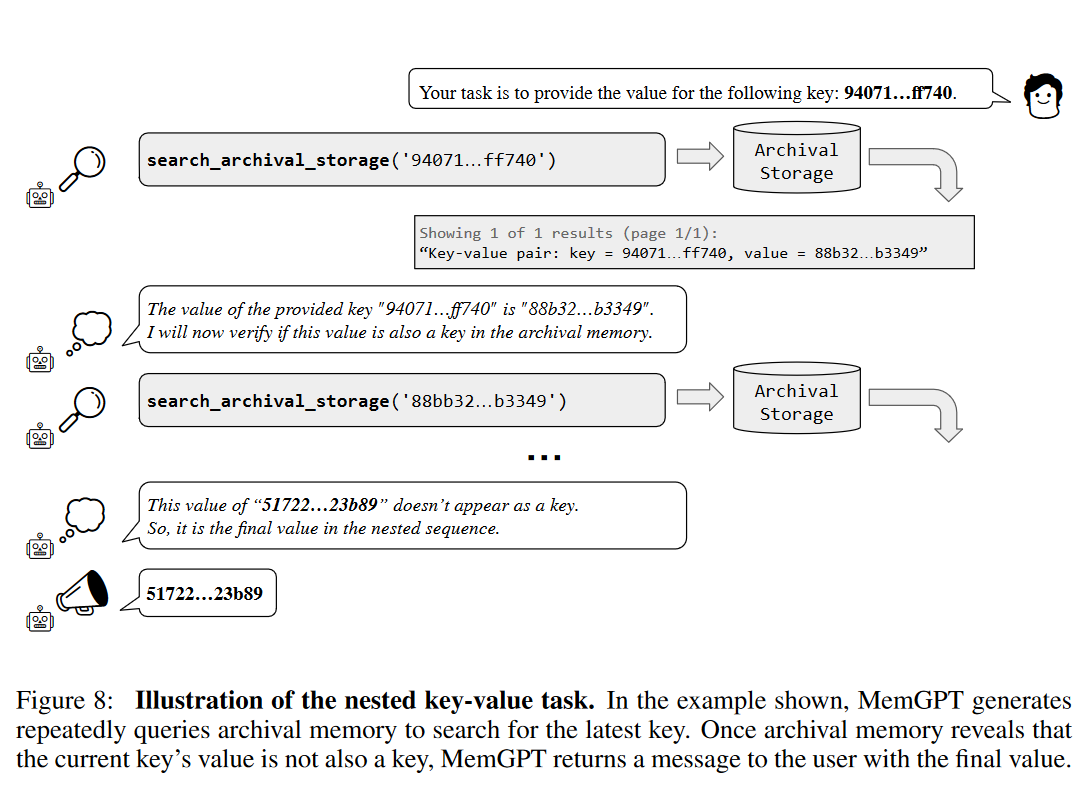 Your task is to provide the value for the following key: 94071…ff740.
search_archival_storage('94071…ff740')
Archival
Storage
Showing 1 of 1 results (page 1/1):
“Key-value pair: key = 94071…ff740, value = 88b32…b3349”
The value of the provided key "94071…ff740" is "88b32…b3349".
I will now verify if this value is also a key in the archival memory.
search_archival_storage('88bb32…b3349')
Archival
Storage
...
This value of “51722…23b89” doesn’t appear as a key.
So, it is the final value in the nested sequence.
51722…23b89
Figure 8: Illustration of the nested key-value task. In the example shown, MemGPT generates
repeatedly queries archival memory to search for the latest key. Once archival memory reveals that
the current key’s value is not also a key, MemGPT returns a message to the user with the final value.